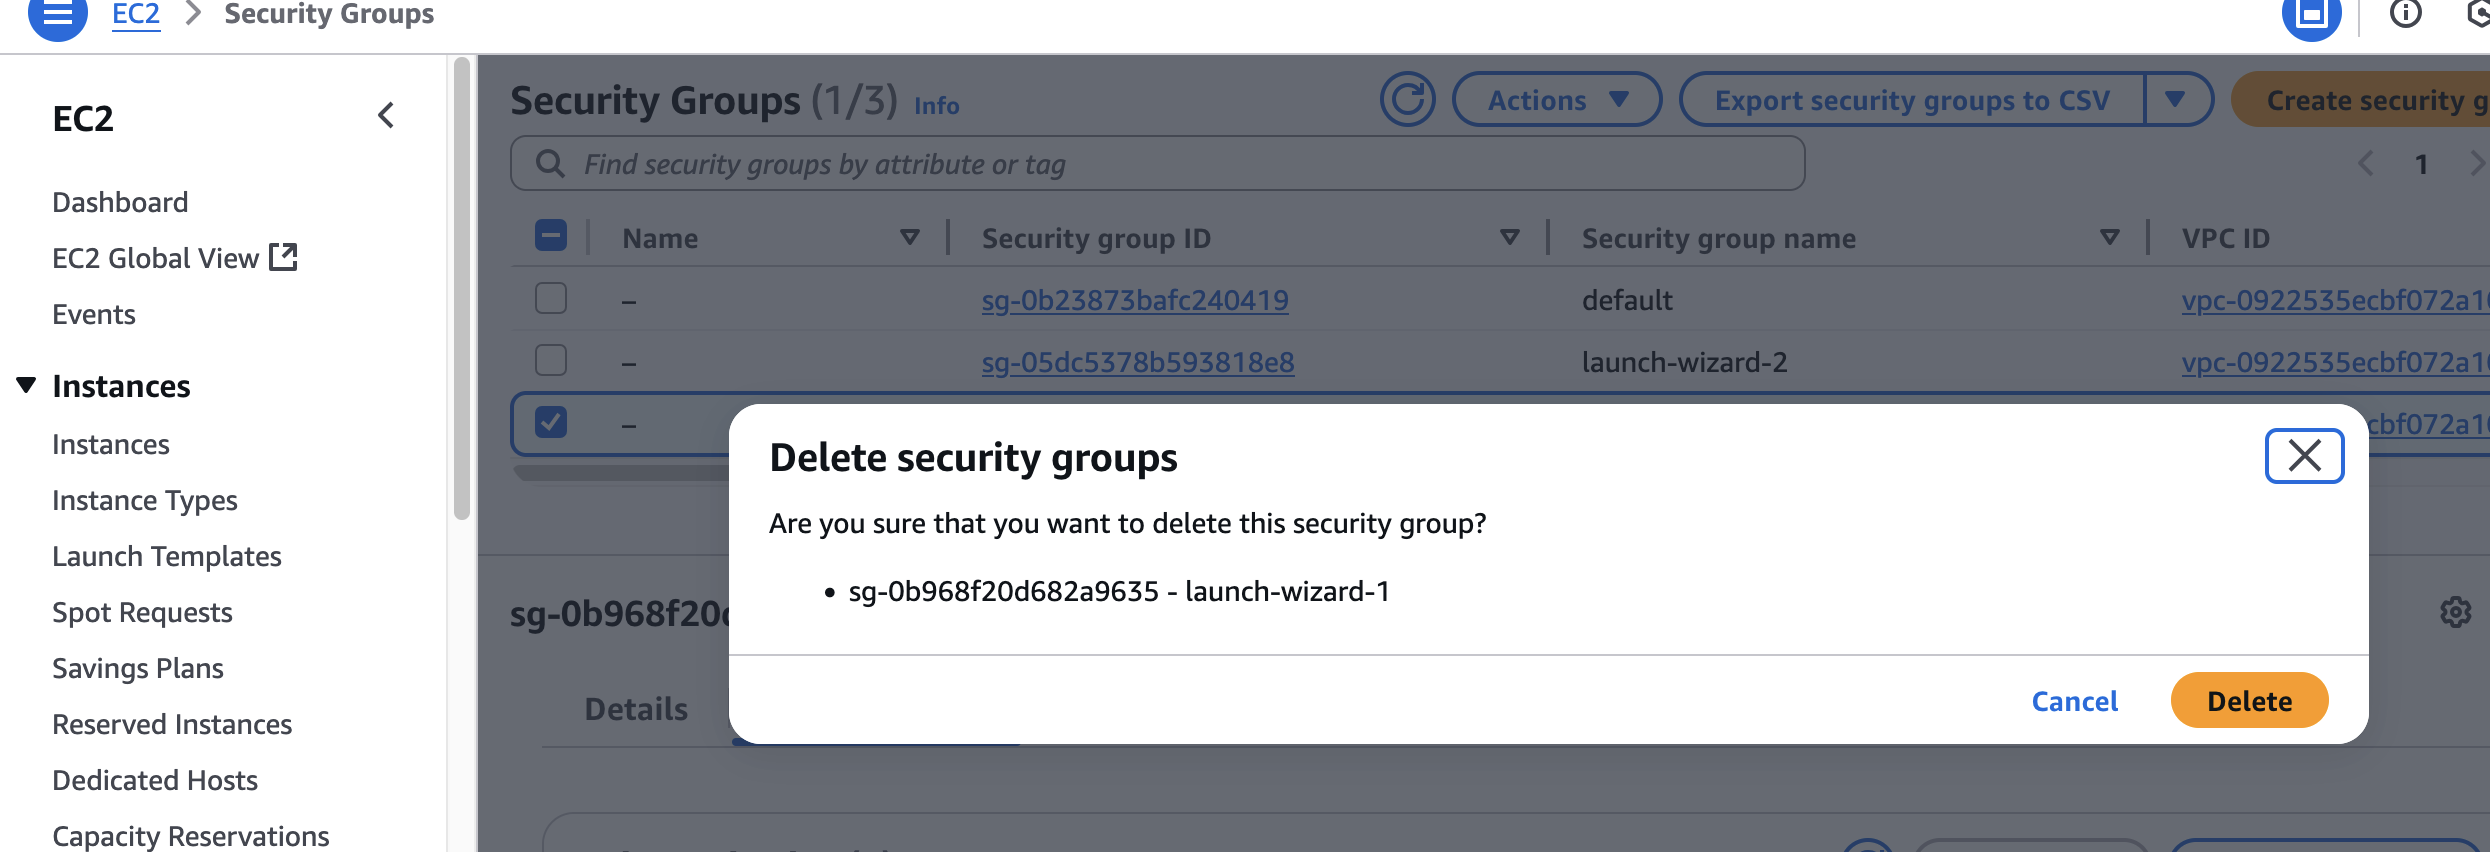 EC2 > Security Groups
EC2
Dashboard
EC2 Global View
Events
Instances
Instances
Instance Types
Launch Templates
Spot Requests
Savings Plans
Reserved Instances
Dedicated Hosts
Capacity Reservations
Security Groups (1/3) Info
Actions
Export security groups to CSV
Create security g
Find security groups by attribute or tag
1
Name Security group ID Security group name VPC ID
– sg-0b23873bafc240419 default vpc-0922535ecbf072a1
– sg-05dc5378b593818e8 launch-wizard-2 vpc-0922535ecbf072a1
– cbf072a1
Delete security groups
Are you sure that you want to delete this security group?
• sg-0b968f20d682a9635 - launch-wizard-1
Cancel Delete
sg-0b968f20
Details